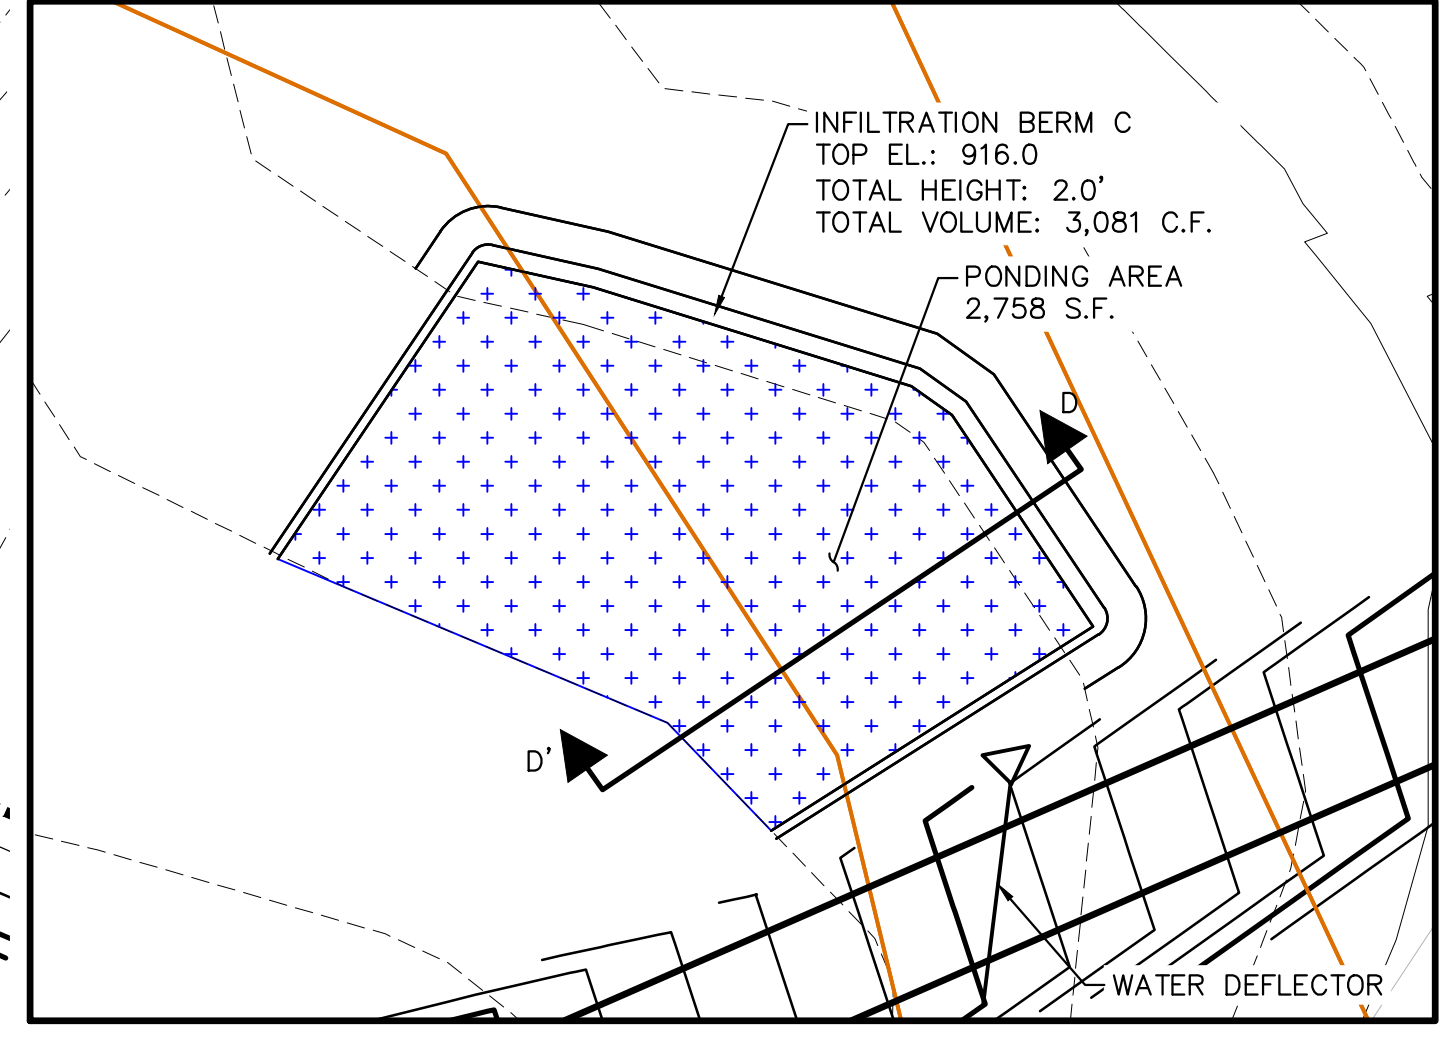 INFILTRATION BERM C
TOP EL.: 916.0
TOTAL HEIGHT: 2.0'
TOTAL VOLUME: 3,081 C.F.
PONDING AREA
2,758 S.F.
D
D'
WATER DEFLECTOR